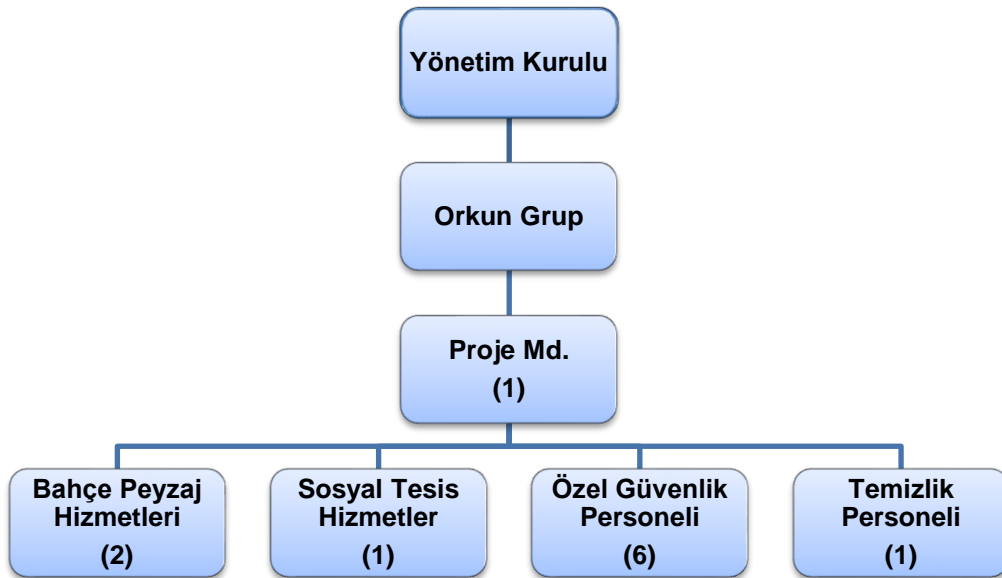 Yönetim Kurulu
Orkun Grup
Proje Md.
(1)
Bahçe Peyzaj
Hizmetleri
(2)
Sosyal Tesis
Hizmetler
(1)
Özel Güvenlik
Personeli
(6)
Temizlik
Personeli
(1)